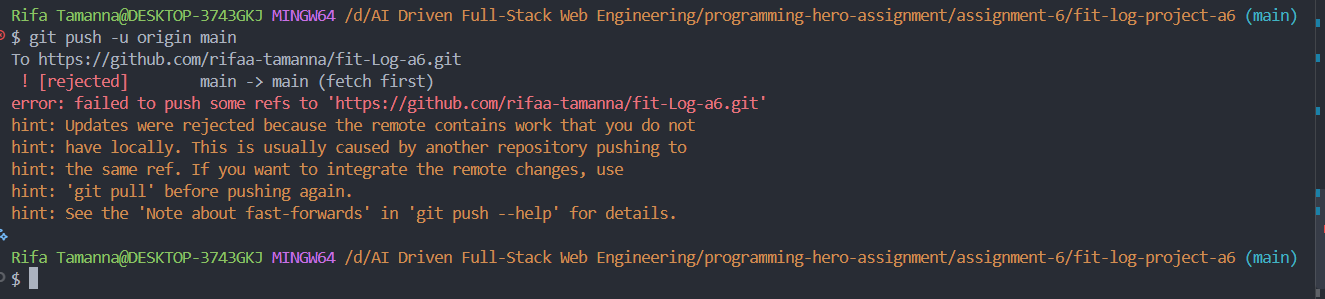 Rifa Tamanna@DESKTOP-3743GKJ MINGW64 /d/AI Driven Full-Stack Web Engineering/programming-hero-assignment/assignment-6/fit-log-project-a6 (main)
$ git push -u origin main
To https://github.com/rifaa-tamanna/fit-Log-a6.git
 ! [rejected]        main -> main (fetch first)
error: failed to push some refs to 'https://github.com/rifaa-tamanna/fit-Log-a6.git'
hint: Updates were rejected because the remote contains work that you do not
hint: have locally. This is usually caused by another repository pushing to
hint: the same ref. If you want to integrate the remote changes, use
hint: 'git pull' before pushing again.
hint: See the 'Note about fast-forwards' in 'git push --help' for details.
Rifa Tamanna@DESKTOP-3743GKJ MINGW64 /d/AI Driven Full-Stack Web Engineering/programming-hero-assignment/assignment-6/fit-log-project-a6 (main)
$